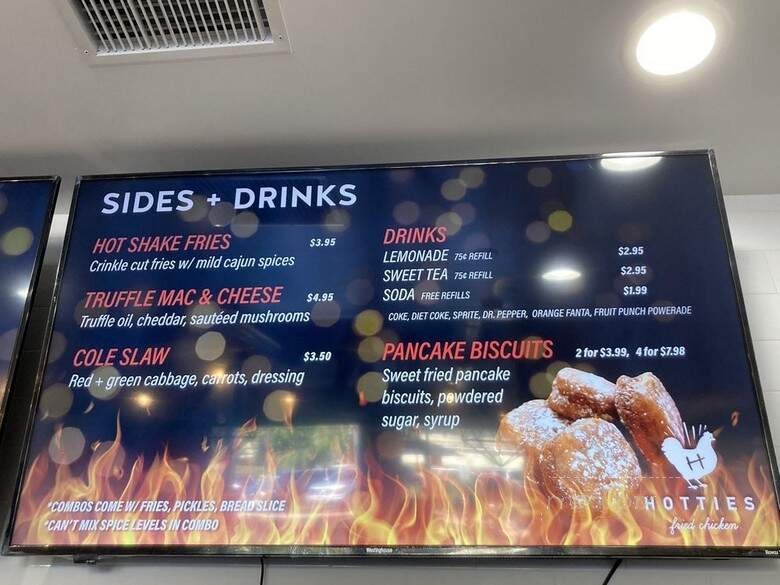 SIDES + DRINKS
HOT SHAKE FRIES $3.95
Crinkle cut fries w/ mild cajun spices
TRUFFLE MAC & CHEESE $4.95
Truffle oil, cheddar, sautéed mushrooms
COLE SLAW $3.50
Red + green cabbage, carrots, dressing
*COMBOS COME W/ FRIES, PICKLES, BREAD SLICE
*CAN'T MIX SPICE LEVELS IN COMBO
DRINKS
LEMONADE 75¢ REFILL $2.95
SWEET TEA 75¢ REFILL $2.95
SODA FREE REFILLS $1.99
COKE, DIET COKE, SPRITE, DR. PEPPER, ORANGE FANTA, FRUIT PUNCH POWERADE
PANCAKE BISCUITS 2 for $3.99, 4 for $7.98
Sweet fried pancake
biscuits, powdered
sugar, syrup
H
HOTTIES
fried chicken
Westinghouse